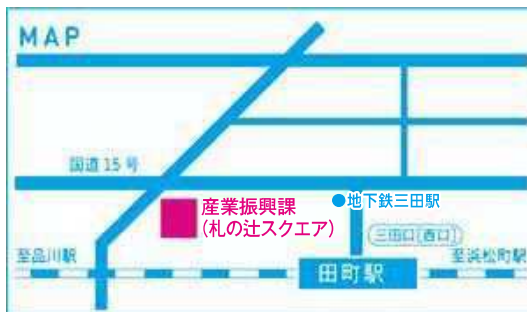 MAP
国道15号
産業振興課
(札の辻スクエア)
●地下鉄三田駅
三田口(西口)
至品川駅
至浜松町駅
田町駅